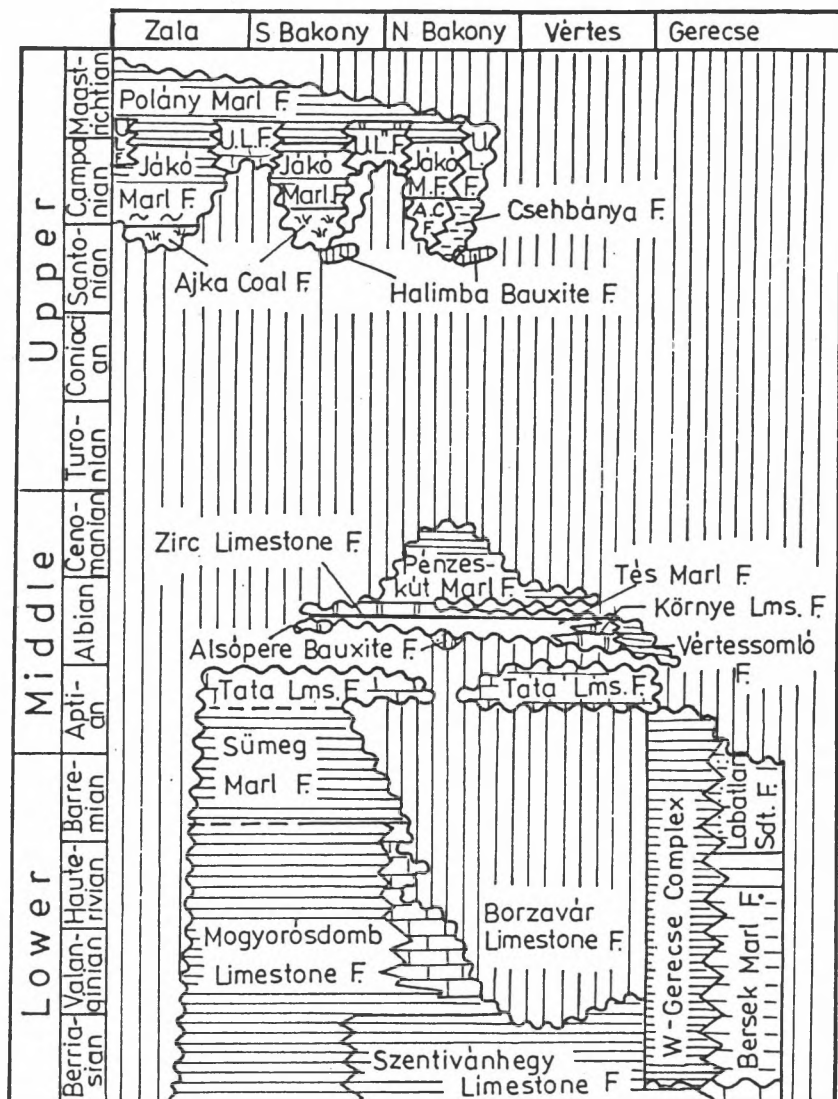 Zala
S Bakony
N Bakony
Vèrtes
Gerecse
Upper
Middle
Lower
Maast-
richtian
Campa-
nian
Santo-
nian
Coniaci
an
Turo-
nian
Ceno-
manian
Albian
Apti-
an
Barre-
mian
Haute-
rivian
Valan-
ginian
Berria-
sian
Polány Marl F.
U.L.F
U.L.F
U.
L.
F.
Jákó
Marl F.
Jákó
Marl.F
Jákó
M.F.
A.C
F.
Csehbánya F.
Ajka Coal F.
Halimba Bauxite F.
Zirc Limestone F.
Pénzes-
kút Marl F.
Tés Marl F.
Környe Lms. F.
Vértessomló
F.
Alsópere Bauxite F.
Tata Lms. F.
Tata Lms. F.
Sümeg
Marl F.
Mogyorósdomb
Limestone F.
Borzavár
Limestone F.
Szentivánhegy
Limestone F
W-Gerecse Complex
Labatlan
Sdt. F.
Bersek Marl F.